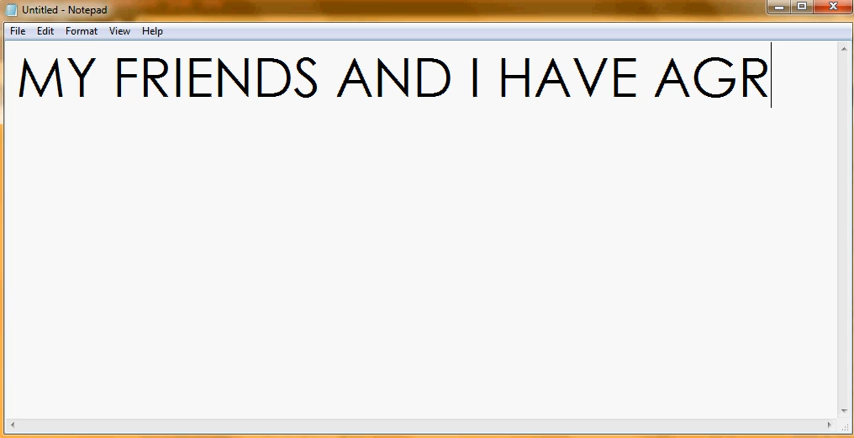 Untitled - Notepad
File Edit Format View Help
MY FRIENDS AND I HAVE AGR